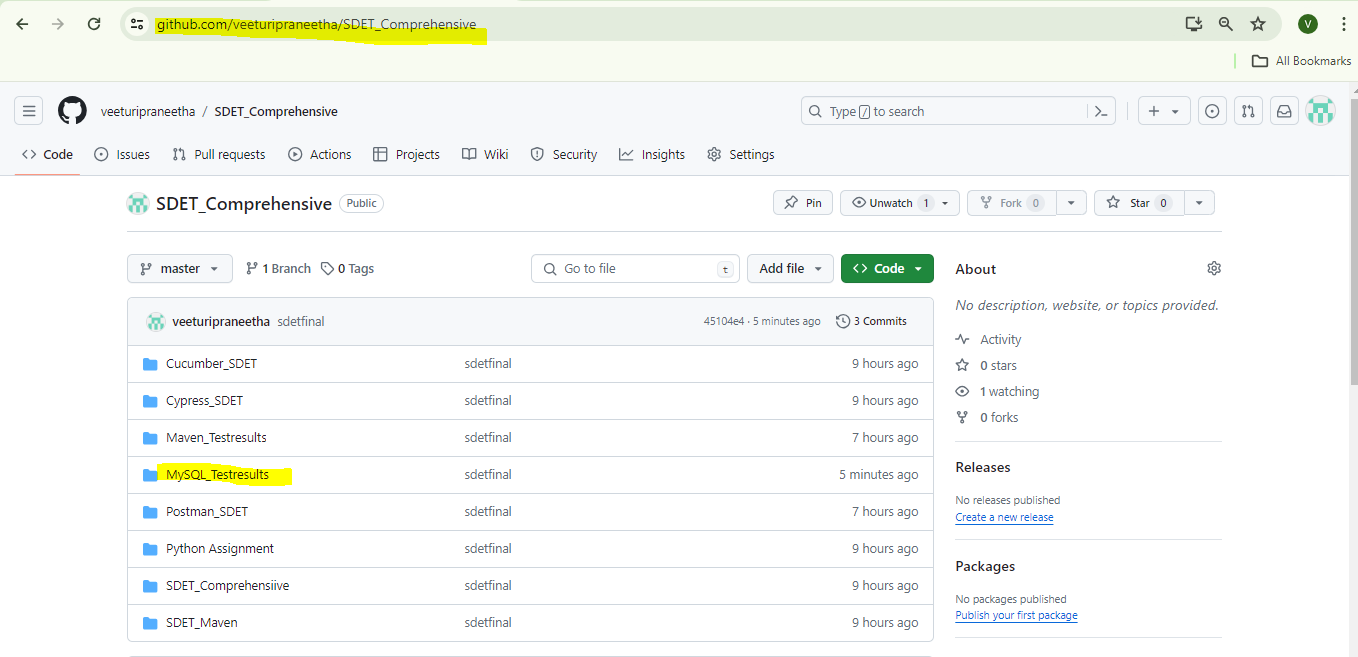 github.com/veeturipraneetha/SDET_Comprehensive
V
All Bookmarks
veeturipraneetha / SDET_Comprehensive
Type / to search
Code Issues Pull requests Actions Projects Wiki Security Insights Settings
SDET_Comprehensive Public
Pin Unwatch 1 Fork 0 Star 0
master 1 Branch 0 Tags
Go to file t Add file Code
veeturipraneetha sdetfinal 45104e4 · 5 minutes ago 3 Commits
Cucumber_SDET sdetfinal 9 hours ago
Cypress_SDET sdetfinal 9 hours ago
Maven_Testresults sdetfinal 7 hours ago
MySQL_Testresults sdetfinal 5 minutes ago
Postman_SDET sdetfinal 7 hours ago
Python Assignment sdetfinal 9 hours ago
SDET_Comprehensiive sdetfinal 9 hours ago
SDET_Maven sdetfinal 9 hours ago
About
No description, website, or topics provided.
Activity
0 stars
1 watching
0 forks
Releases
No releases published
Create a new release
Packages
No packages published
Publish your first package